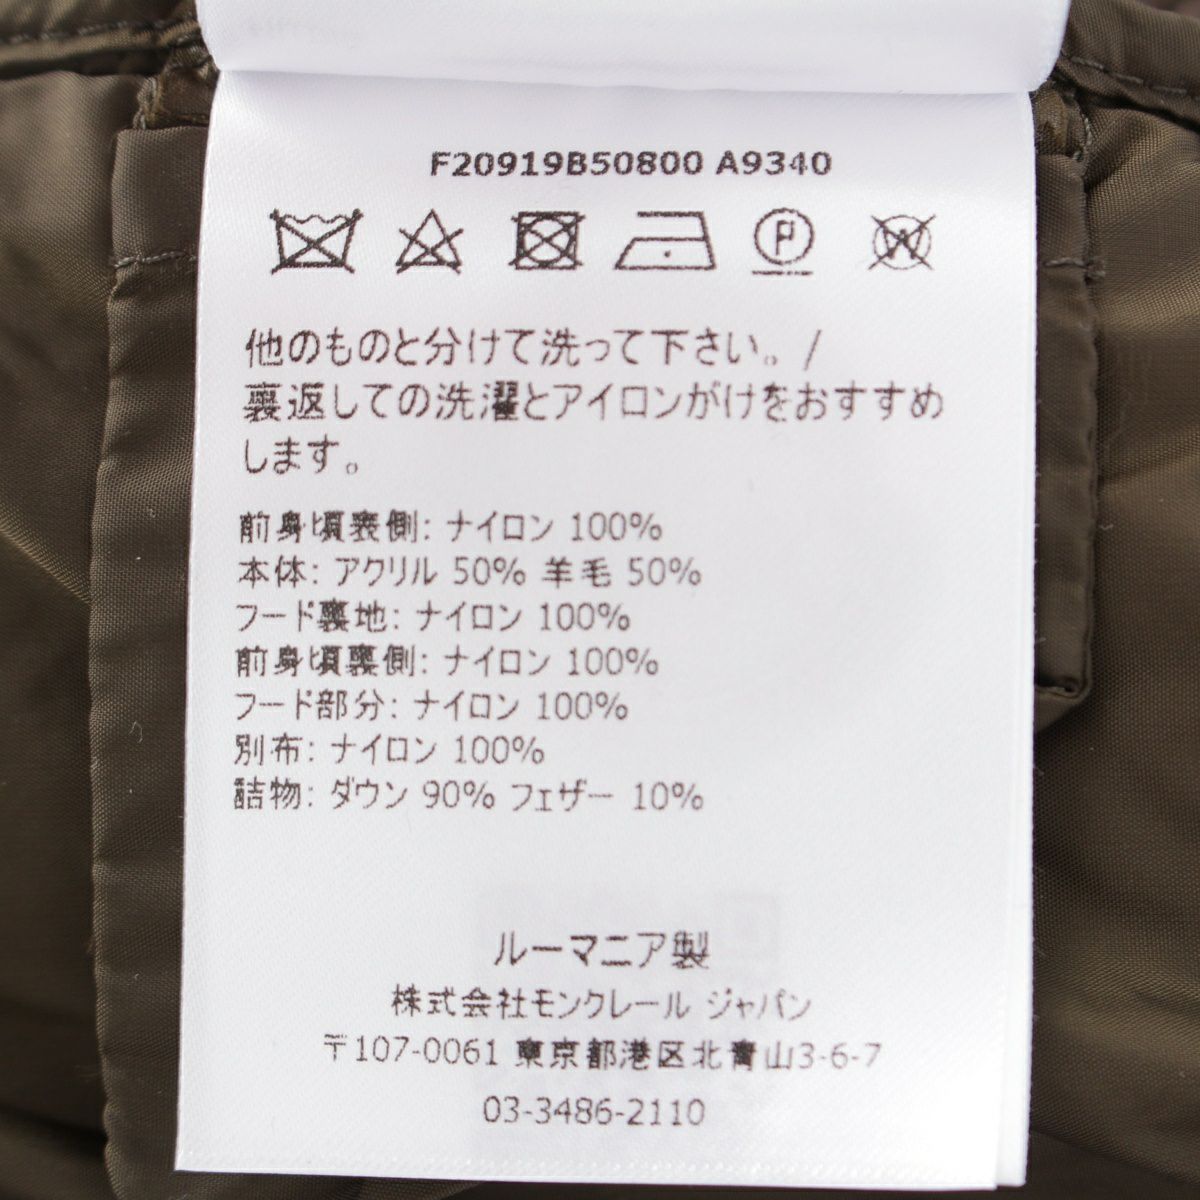 F20919B50800 A9340
P
W
他のものと分けて洗って下さい。/
裏返しての洗濯とアイロンがけをおすすめ
します。
前身頃表側: ナイロン 100%
本体: アクリル 50% 羊毛 50%
フード裏地: ナイロン 100%
前身頃裏側: ナイロン 100%
フード部分: ナイロン 100%
別布: ナイロン 100%
詰物: ダウン 90% フェザー 10%
ルーマニア製
株式会社モンクレール ジャパン
〒107-0061 東京都港区北青山3-6-7
03-3486-2110